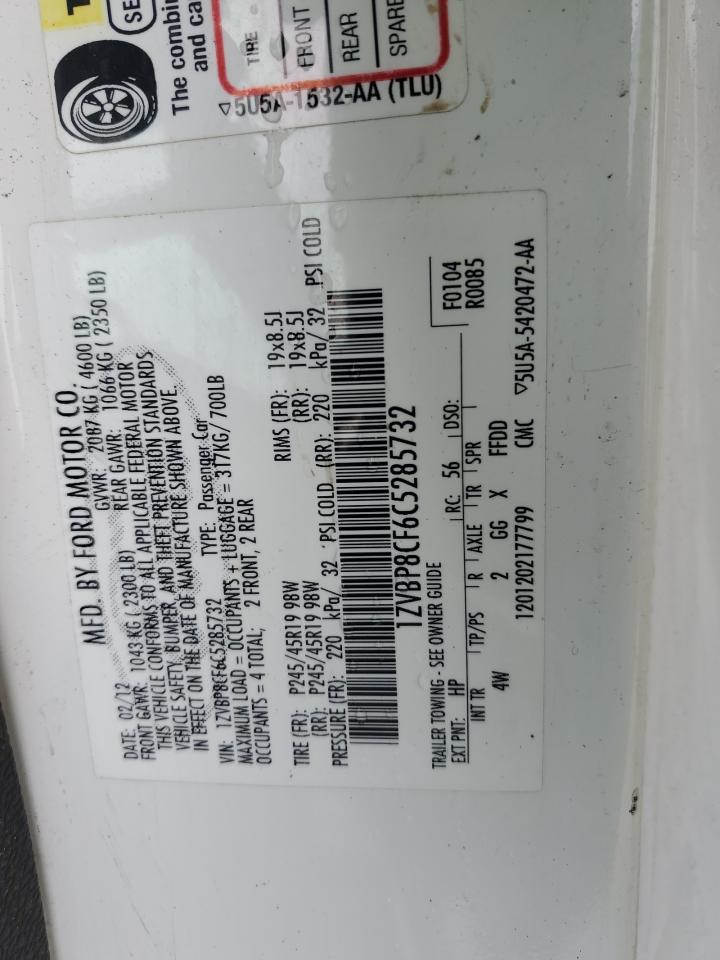 SE
The combin
and ca
TIRE
FRONT
REAR
SPARE
▽5U5A-1532-AA (TLU)
MFD. BY FORD MOTOR CO.
DATE: 02/12 GVWR: 2087 KG ( 4600 LB)
FRONT GAWR: 1043 KG ( 2300 LB) REAR GAWR: 1066 KG ( 2350 LB)
THIS VEHICLE CONFORMS TO ALL APPLICABLE FEDERAL MOTOR
VEHICLE SAFETY, BUMPER, AND THEFT PREVENTION STANDARDS
IN EFFECT ON THE DATE OF MANUFACTURE SHOWN ABOVE.
VIN: 1ZVBP8CF6C5285732 TYPE: Passenger Car
MAXIMUM LOAD = OCCUPANTS + LUGGAGE = 317KG/ 700LB
OCCUPANTS = 4 TOTAL; 2 FRONT, 2 REAR
TIRE (FR): P245/45R19 98W RIMS (FR): 19x8.5J
(RR): P245/45R19 98W (RR): 19x8.5J
PRESSURE (FR): 220 kPa/ 32 PSI COLD (RR): 220 kPa/ 32 PSI COLD
1ZVBP8CF6C5285732
TRAILER TOWING - SEE OWNER GUIDE
F0104
EXT PNT: HP RC: 56 DSO: R0085
INT TR TP/PS R AXLE TR SPR
4W 2 GG X FFDD
1201202177799 CMC ▽5U5A-5420472-AA